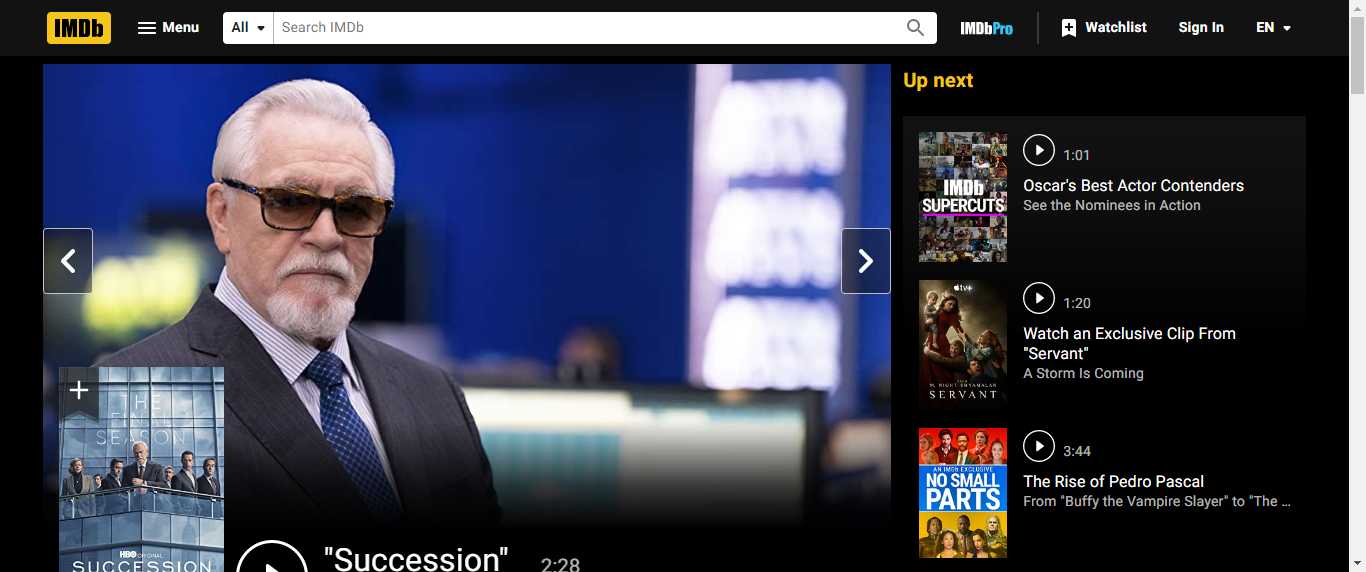 IMDb
Menu
All
Search IMDb
IMDbPro
Watchlist
Sign In
EN
Up next
IMDb
SUPERCUTS
1:01
Oscar's Best Actor Contenders
See the Nominees in Action
tv+
M. NIGHT SHYAMALAN
SERVANT
1:20
Watch an Exclusive Clip From
"Servant"
A Storm Is Coming
AN IMDb EXCLUSIVE
NO SMALL
PARTS
3:44
The Rise of Pedro Pascal
From "Buffy the Vampire Slayer" to "The ...
THE
FINAL
SEASON
HBO ORIGINAL
SUCCESSION
"Succession"
2:28